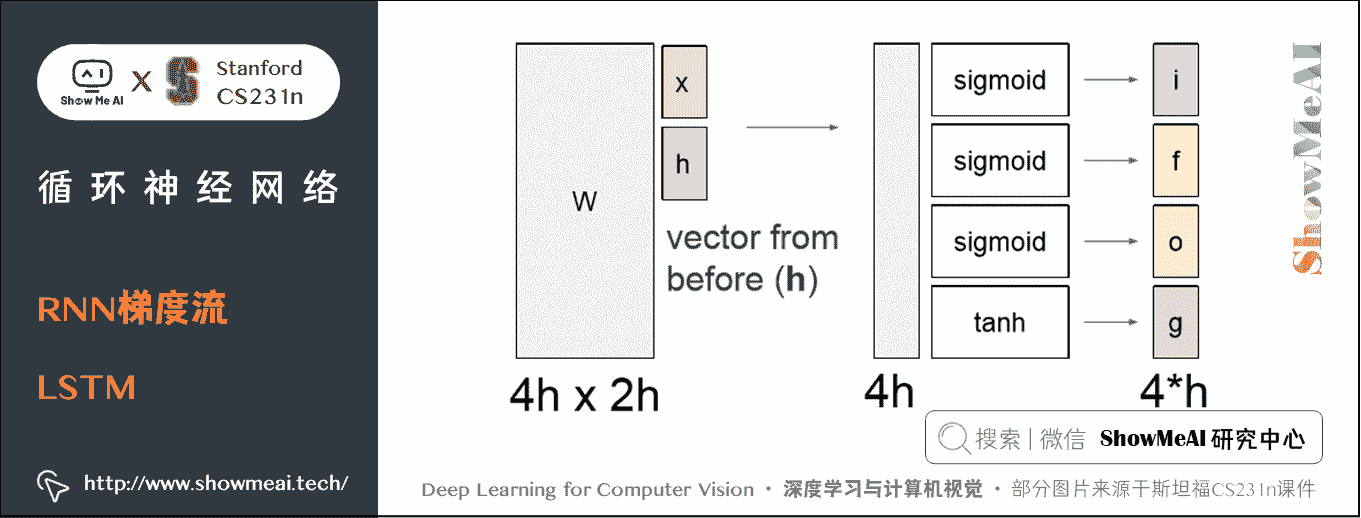 Show Me AI
X
S
Stanford
CS231n
循环神经网络
RNN梯度流
LSTM
http://www.showmeai.tech/
W
x
h
vector from
before (h)
4h x 2h
sigmoid
i
sigmoid
f
sigmoid
o
tanh
g
4h
4*h
ShowMeAI
搜索 | 微信 ShowMeAI 研究中心
Deep Learning for Computer Vision · 深度学习与计算机视觉 · 部分图片来源于斯坦福CS231n课件